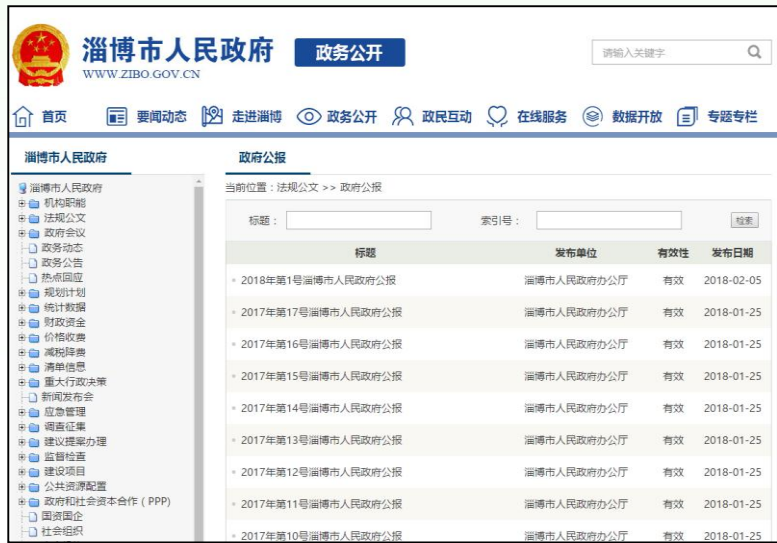 淄博市人民政府 政务公开
WWW.ZIBO.GOV.CN
请输入关键字
首页 要闻动态 走进淄博 政务公开 政民互动 在线服务 数据开放 专题专栏
淄博市人民政府
淄博市人民政府
机构职能
法规公文
政府会议
政务动态
政务公告
热点回应
规划计划
统计数据
财政资金
价格收费
减税降费
清单信息
重大行政决策
新闻发布会
应急管理
调查征集
建议提案办理
监督检查
建设项目
公共资源配置
政府和社会资本合作(PPP)
国资国企
社会组织
政府公报
当前位置:法规公文 >> 政府公报
标题: 索引号: 检索
标题 发布单位 有效性 发布日期
2018年第1号淄博市人民政府公报 淄博市人民政府办公厅 有效 2018-02-05
2017年第17号淄博市人民政府公报 淄博市人民政府办公厅 有效 2018-01-25
2017年第16号淄博市人民政府公报 淄博市人民政府办公厅 有效 2018-01-25
2017年第15号淄博市人民政府公报 淄博市人民政府办公厅 有效 2018-01-25
2017年第14号淄博市人民政府公报 淄博市人民政府办公厅 有效 2018-01-25
2017年第13号淄博市人民政府公报 淄博市人民政府办公厅 有效 2018-01-25
2017年第12号淄博市人民政府公报 淄博市人民政府办公厅 有效 2018-01-25
2017年第11号淄博市人民政府公报 淄博市人民政府办公厅 有效 2018-01-25
2017年第10号淄博市人民政府公报 淄博市人民政府办公厅 有效 2018-01-25